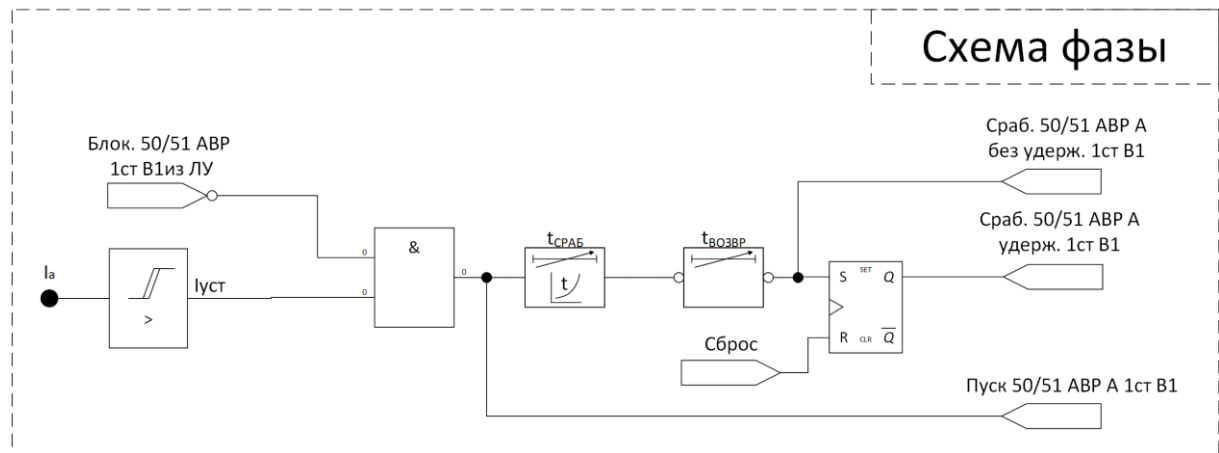 Схема фазы
Блок. 50/51 АВР
1ст В1из ЛУ
Сраб. 50/51 АВР А
без удерж. 1ст В1
Сраб. 50/51 АВР А
удерж. 1ст В1
&
tСРАБ
tВОЗВР
0
0
0
Iа
Iуст
>
t
S SET Q
R CLR Q̅
Сброс
Пуск 50/51 АВР А 1ст В1